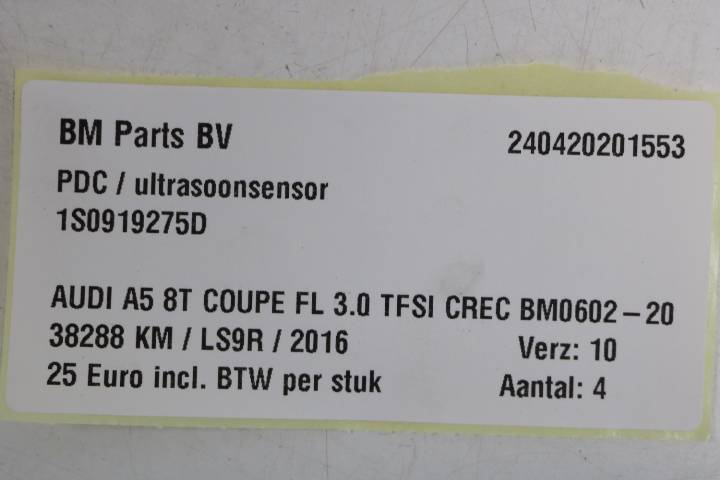 BM Parts BV 240420201553
PDC / ultrasoonsensor
1S0919275D
AUDI A5 8T COUPE FL 3.0 TFSI CREC BM0602-20
38288 KM / LS9R / 2016 Verz: 10
25 Euro incl. BTW per stuk Aantal: 4